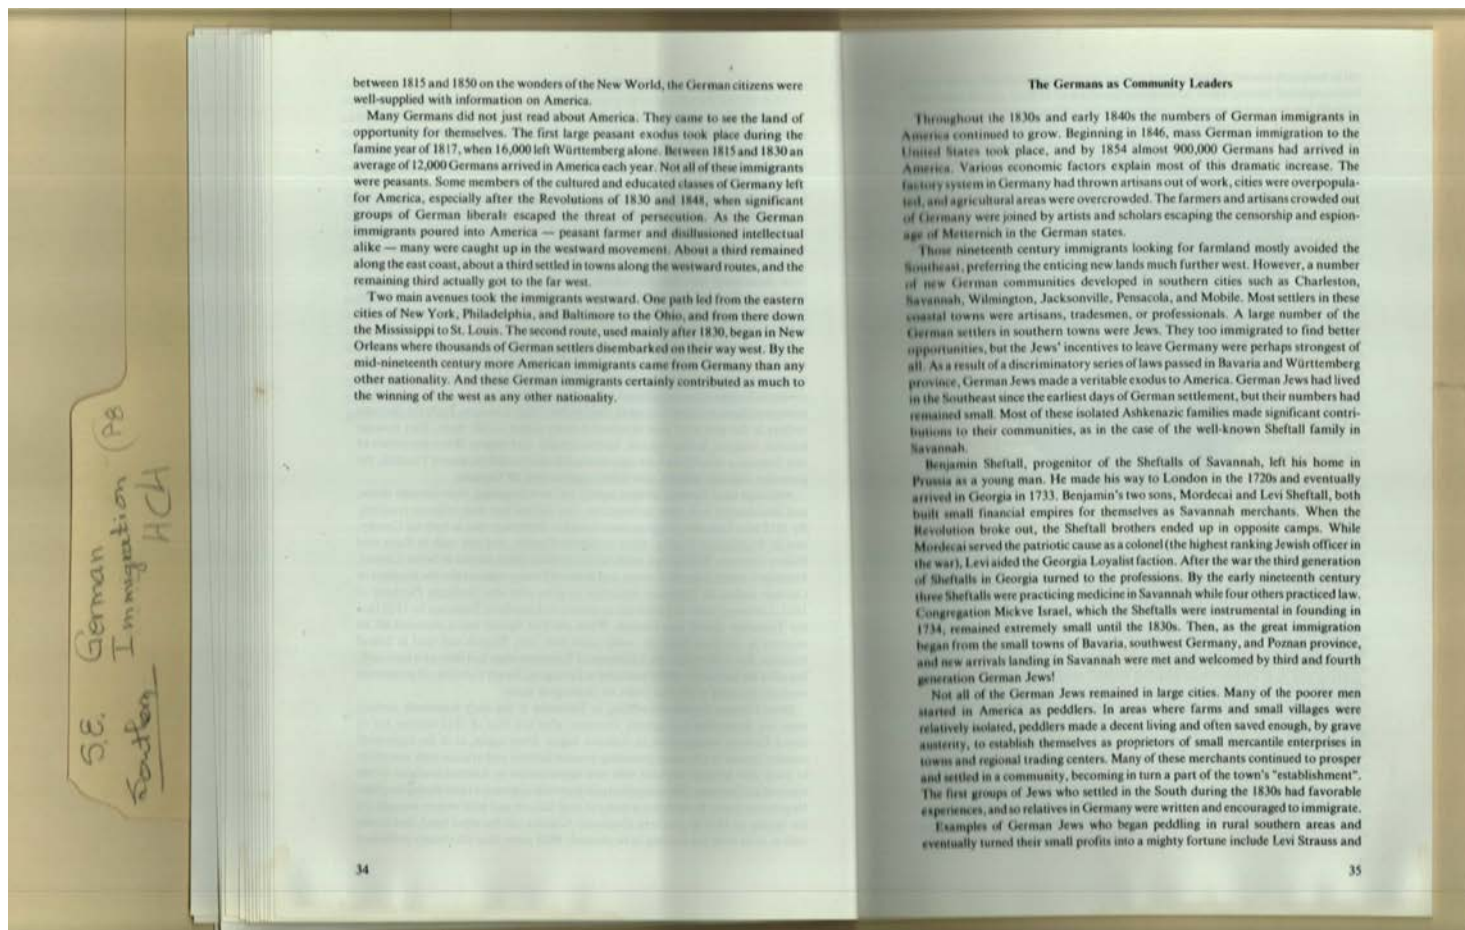 S.E. German
Immigration (P8
Southern HCH
between 1815 and 1850 on the wonders of the New World, the German citizens were
well-supplied with information on America.
Many Germans did not just read about America. They came to see the land of
opportunity for themselves. The first large peasant exodus took place during the
famine year of 1817, when 16,000 left Württemberg alone. Between 1815 and 1830 an
average of 12,000 Germans arrived in America each year. Not all of these immigrants
were peasants. Some members of the cultured and educated classes of Germany left
for America, especially after the Revolutions of 1830 and 1848, when significant
groups of German liberals escaped the threat of persecution. As the German
immigrants poured into America — peasant farmer and disillusioned intellectual
alike — many were caught up in the westward movement. About a third remained
along the east coast, about a third settled in towns along the westward routes, and the
remaining third actually got to the far west.
Two main avenues took the immigrants westward. One path led from the eastern
cities of New York, Philadelphia, and Baltimore to the Ohio, and from there down
the Mississippi to St. Louis. The second route, used mainly after 1830, began in New
Orleans where thousands of German settlers disembarked on their way west. By the
mid-nineteenth century more American immigrants came from Germany than any
other nationality. And these German immigrants certainly contributed as much to
the winning of the west as any other nationality.
34
The Germans as Community Leaders
Throughout the 1830s and early 1840s the numbers of German immigrants in
America continued to grow. Beginning in 1846, mass German immigration to the
United States took place, and by 1854 almost 900,000 Germans had arrived in
America. Various economic factors explain most of this dramatic increase. The
factory system in Germany had thrown artisans out of work, cities were overpopula-
ted, and agricultural areas were overcrowded. The farmers and artisans crowded out
of Germany were joined by artists and scholars escaping the censorship and espion-
age of Metternich in the German states.
Those nineteenth century immigrants looking for farmland mostly avoided the
Southeast, preferring the enticing new lands much further west. However, a number
of new German communities developed in southern cities such as Charleston,
Savannah, Wilmington, Jacksonville, Pensacola, and Mobile. Most settlers in these
coastal towns were artisans, tradesmen, or professionals. A large number of the
German settlers in southern towns were Jews. They too immigrated to find better
opportunities, but the Jews' incentives to leave Germany were perhaps strongest of
all. As a result of a discriminatory series of laws passed in Bavaria and Württemberg
province, German Jews made a veritable exodus to America. German Jews had lived
in the Southeast since the earliest days of German settlement, but their numbers had
remained small. Most of these isolated Ashkenazic families made significant contri-
butions to their communities, as in the case of the well-known Sheftall family in
Savannah.
Benjamin Sheftall, progenitor of the Sheftalls of Savannah, left his home in
Prussia as a young man. He made his way to London in the 1720s and eventually
arrived in Georgia in 1733. Benjamin's two sons, Mordecai and Levi Sheftall, both
built small financial empires for themselves as Savannah merchants. When the
Revolution broke out, the Sheftall brothers ended up in opposite camps. While
Mordecai served the patriotic cause as a colonel (the highest ranking Jewish officer in
the war), Levi aided the Georgia Loyalist faction. After the war the third generation
of Sheftalls in Georgia turned to the professions. By the early nineteenth century
three Sheftalls were practicing medicine in Savannah while four others practiced law.
Congregation Mickve Israel, which the Sheftalls were instrumental in founding in
1734, remained extremely small until the 1830s. Then, as the great immigration
began from the small towns of Bavaria, southwest Germany, and Poznan province,
and new arrivals landing in Savannah were met and welcomed by third and fourth
generation German Jews!
Not all of the German Jews remained in large cities. Many of the poorer men
started in America as peddlers. In areas where farms and small villages were
relatively isolated, peddlers made a decent living and often saved enough, by grave
austerity, to establish themselves as proprietors of small mercantile enterprises in
towns and regional trading centers. Many of these merchants continued to prosper
and settled in a community, becoming in turn a part of the town's "establishment".
The first groups of Jews who settled in the South during the 1830s had favorable
experiences, and so relatives in Germany were written and encouraged to immigrate.
Examples of German Jews who began peddling in rural southern areas and
eventually turned their small profits into a mighty fortune include Levi Strauss and
35